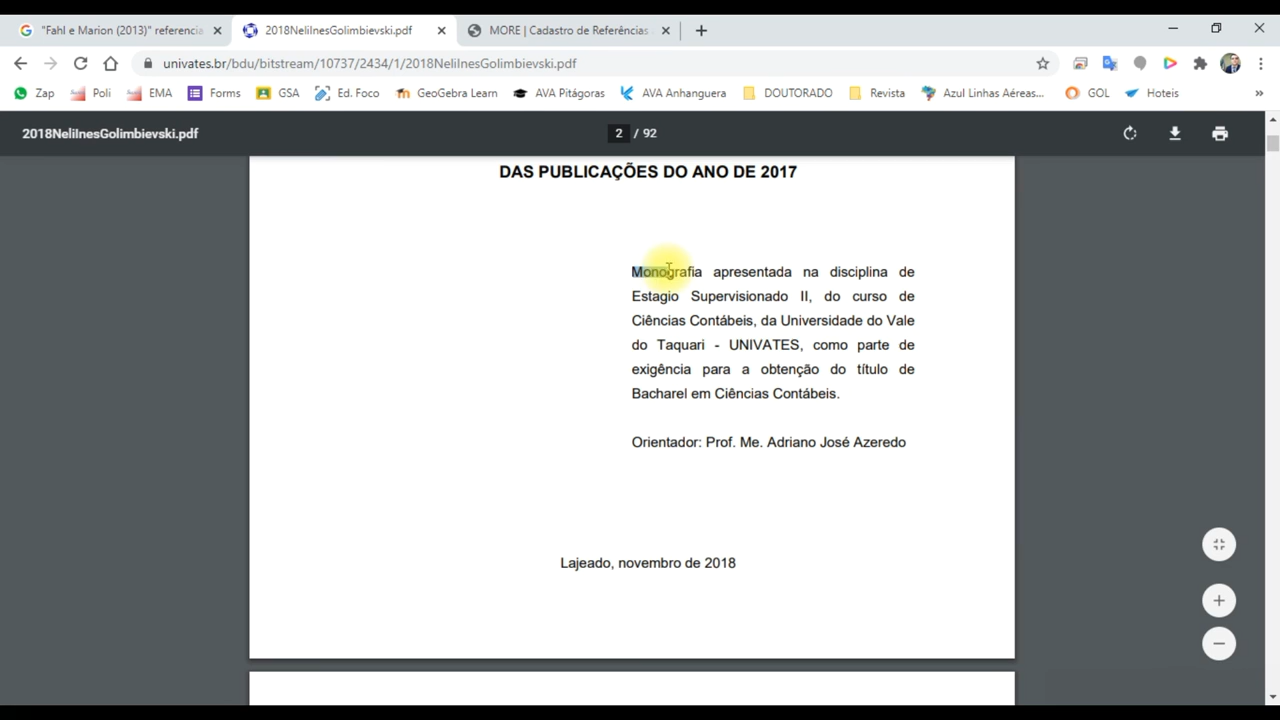 "Fahl e Marion (2013)" referencia
2018NeliInesGolimbievski.pdf
MORE | Cadastro de Referências
univates.br/bdu/bitstream/10737/2434/1/2018NeliInesGolimbievski.pdf
Zap
Poli
EMA
Forms
GSA
Ed. Foco
GeoGebra Learn
AVA Pitágoras
AVA Anhanguera
DOUTORADO
Revista
Azul Linhas Aéreas...
GOL
Hoteis
»
2018NeliInesGolimbievski.pdf
2 / 92
DAS PUBLICAÇÕES DO ANO DE 2017
Monografia apresentada na disciplina de
Estagio Supervisionado II, do curso de
Ciências Contábeis, da Universidade do Vale
do Taquari - UNIVATES, como parte de
exigência para a obtenção do título de
Bacharel em Ciências Contábeis.
Orientador: Prof. Me. Adriano José Azeredo
Lajeado, novembro de 2018